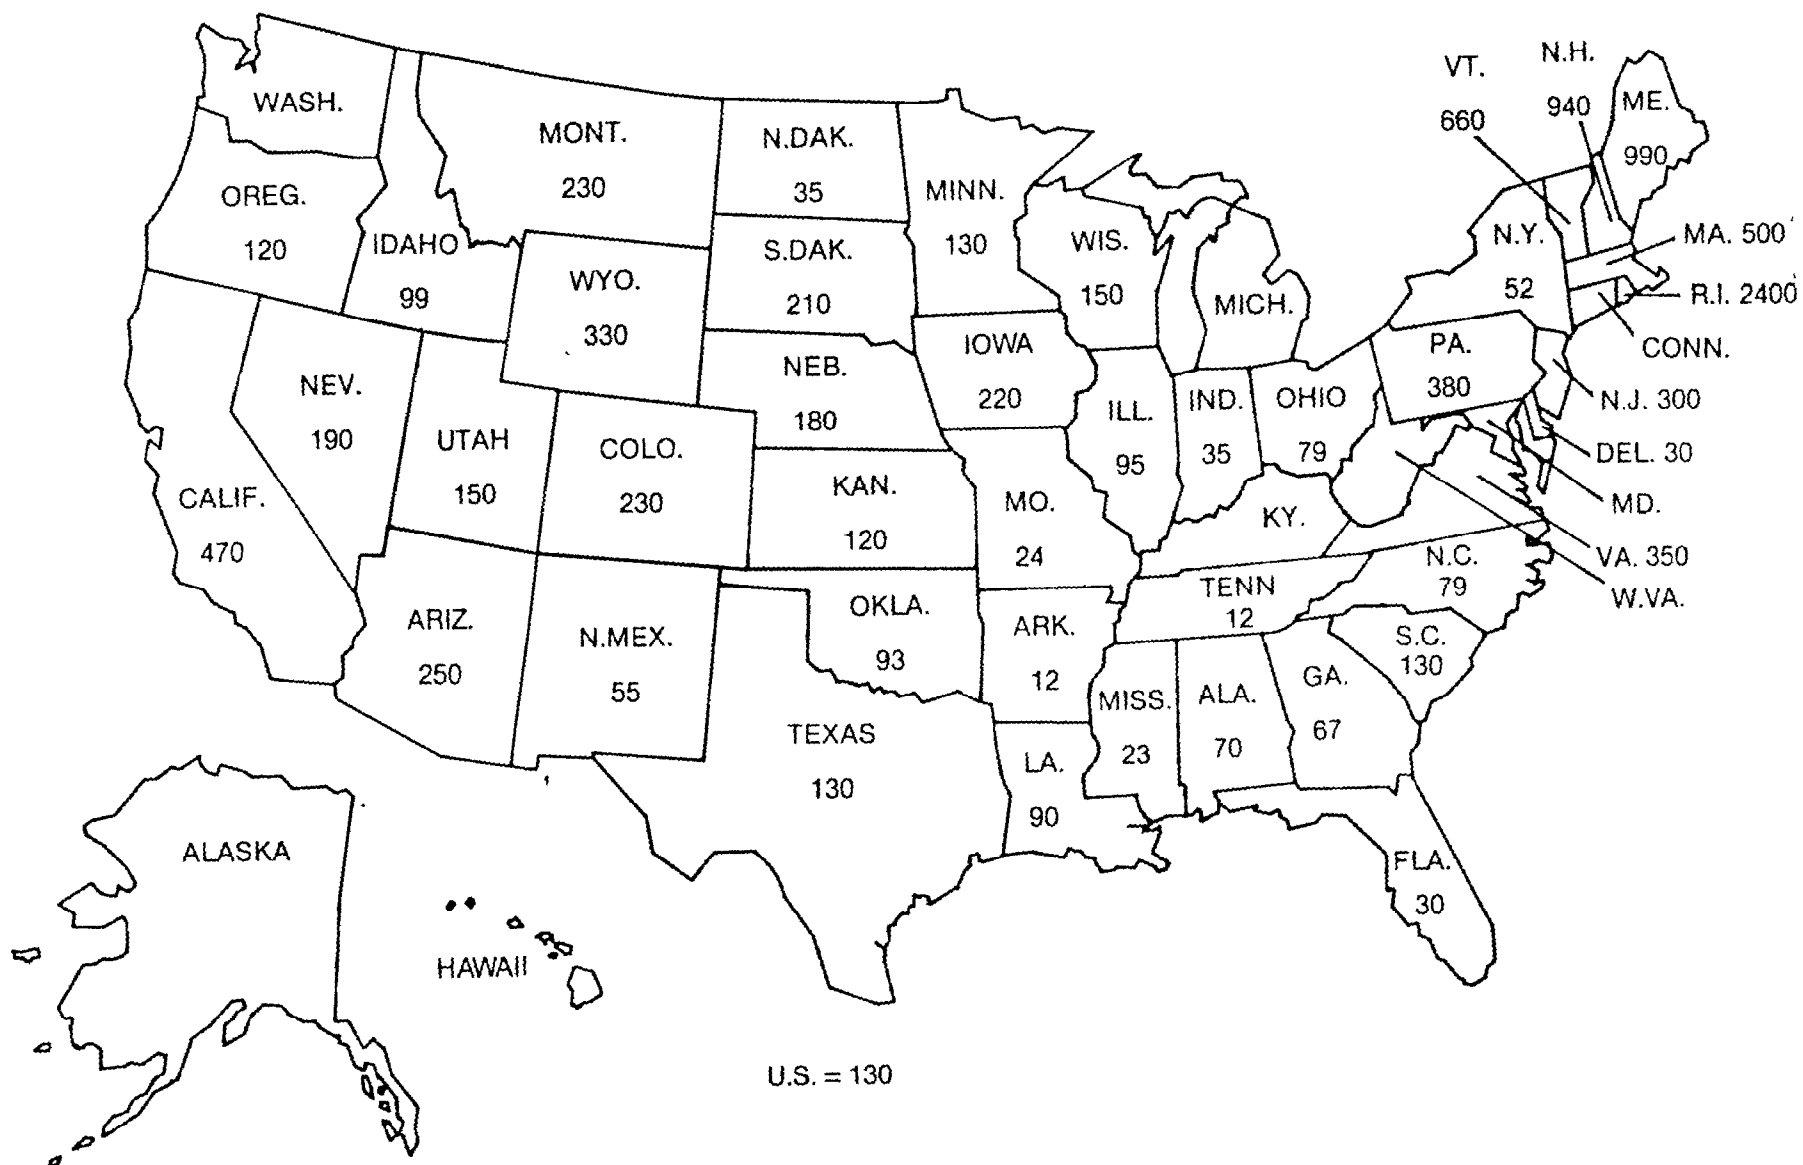 WASH.
OREG.
120
CALIF.
470
IDAHO
99
NEV.
190
MONT.
230
WYO.
330
UTAH
150
ARIZ.
250
COLO.
230
N.MEX.
55
N.DAK.
35
S.DAK.
210
NEB.
180
KAN.
120
OKLA.
93
TEXAS
130
MINN.
130
IOWA
220
MO.
24
ARK.
12
LA.
90
WIS.
150
ILL.
95
MICH.
IND.
35
OHIO
79
KY.
TENN
12
MISS.
23
ALA.
70
GA.
67
FLA.
30
S.C.
130
N.C.
79
PA.
380
N.Y.
52
VT.
660
N.H.
940
ME.
990
MA. 500
R.I. 2400
CONN.
N.J. 300
DEL. 30
MD.
VA. 350
W.VA.
ALASKA
HAWAII
U.S. = 130